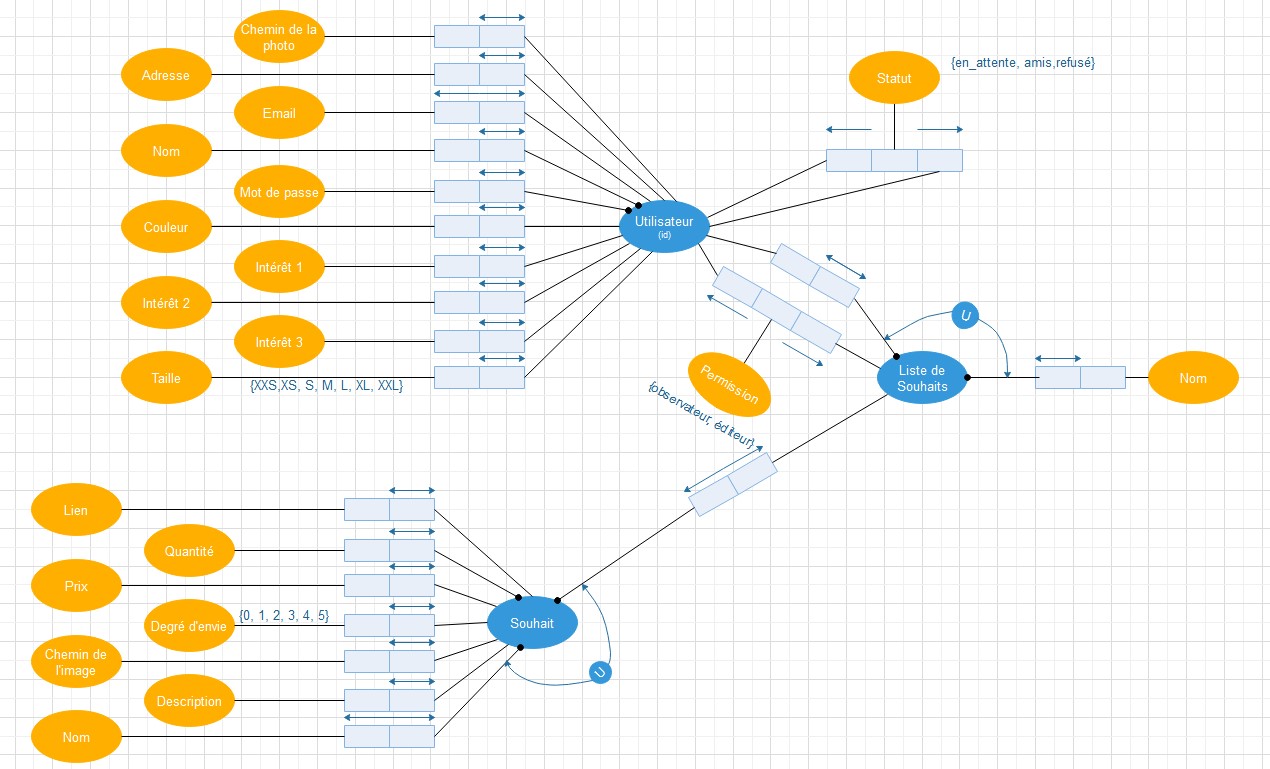 Chemin de la
photo
Adresse
Email
Nom
Mot de passe
Couleur
Intérêt 1
Intérêt 2
Intérêt 3
Taille
{XXS,XS, S, M, L, XL, XXL}
Utilisateur
(id)
Statut
{en_attente, amis,refusé}
Permission
{observateur, éditeur}
U
Liste de
Souhaits
Nom
Lien
Quantité
Prix
Degré d'envie
{0, 1, 2, 3, 4, 5}
Chemin de
l'image
Description
Nom
Souhait
U